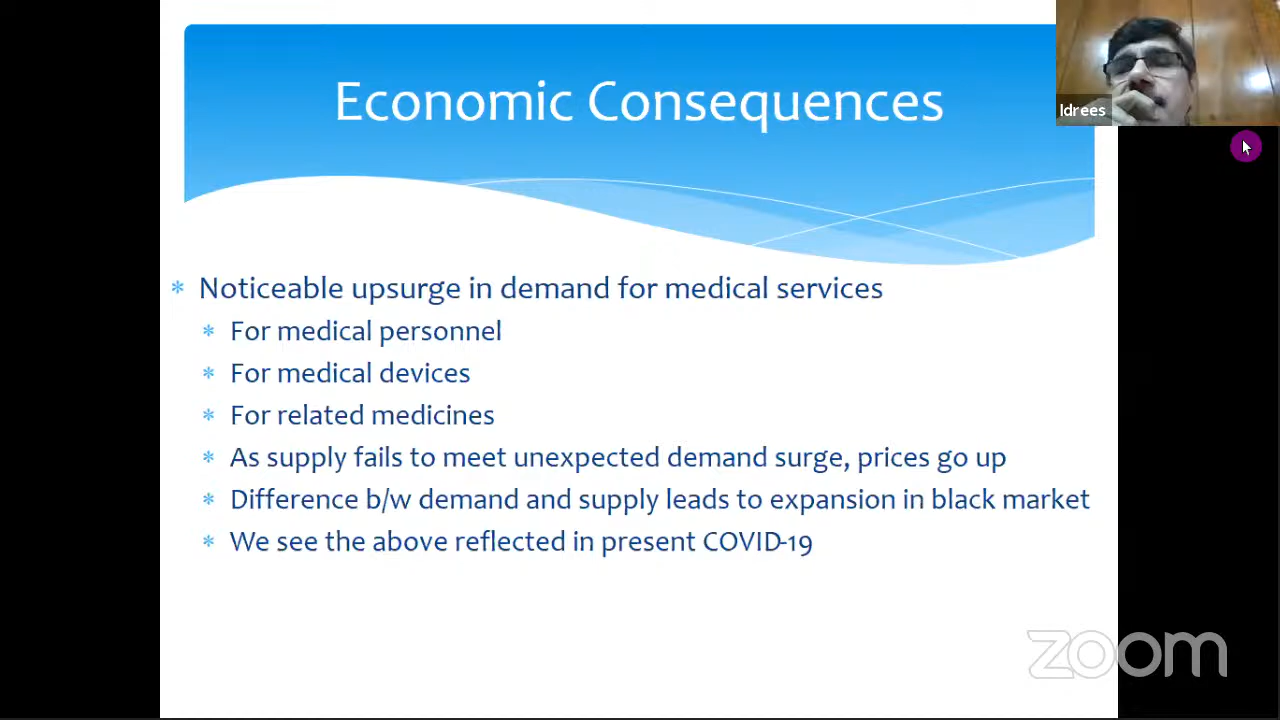 Economic Consequences
Idrees
* Noticeable upsurge in demand for medical services
* For medical personnel
* For medical devices
* For related medicines
* As supply fails to meet unexpected demand surge, prices go up
* Difference b/w demand and supply leads to expansion in black market
* We see the above reflected in present COVID-19
zoom